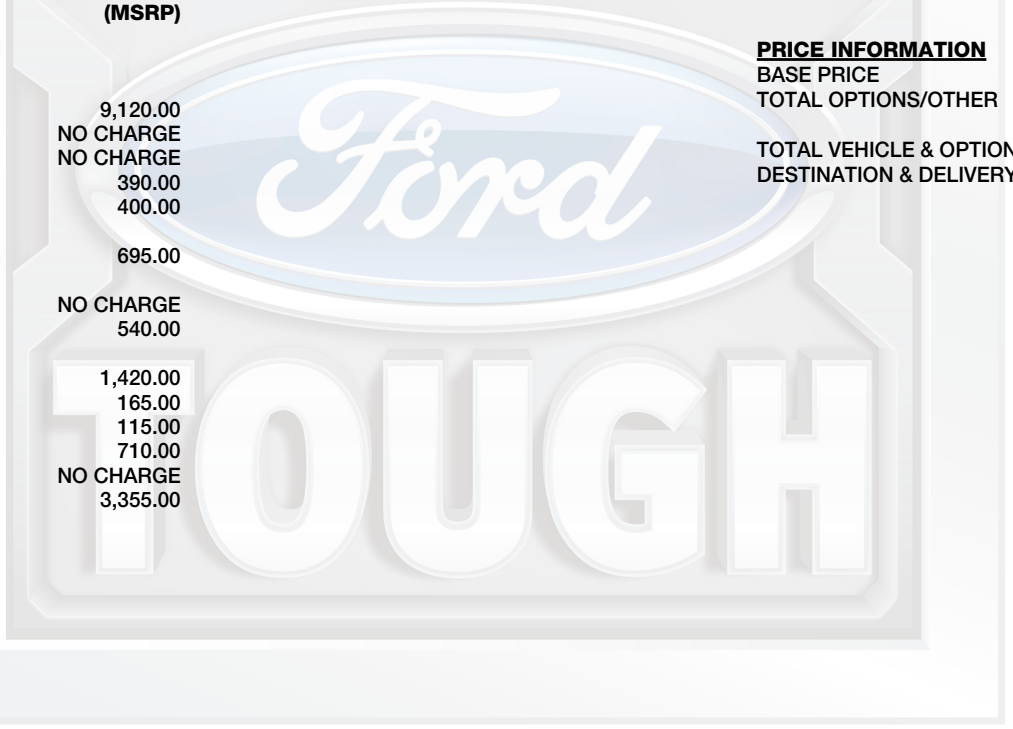 (MSRP)
9,120.00
NO CHARGE
NO CHARGE
390.00
400.00
695.00
NO CHARGE
540.00
1,420.00
165.00
115.00
710.00
NO CHARGE
3,355.00
PRICE INFORMATION
BASE PRICE
TOTAL OPTIONS/OTHER
TOTAL VEHICLE & OPTION
DESTINATION & DELIVERY
Ford
TOUGH